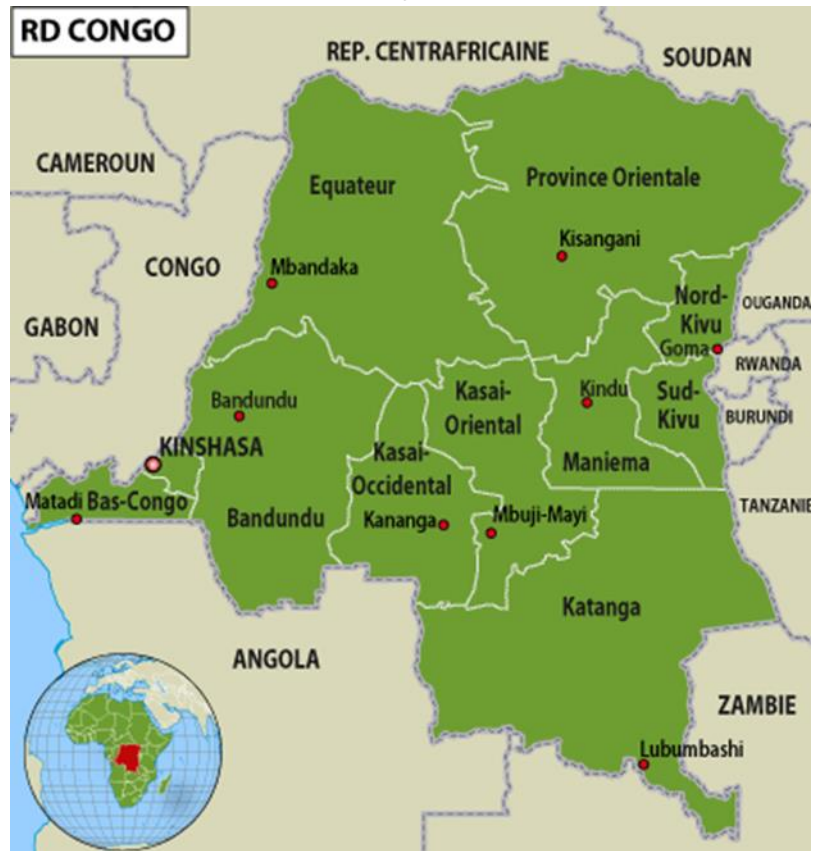 RD CONGO
REP. CENTRAFRICAINE
SOUDAN
CAMEROUN
Equateur
Province Orientale
Kisangani
CONGO
Mbandaka
Nord-
Kivu
OUGANDA
GABON
Goma
RWANDA
Bandundu
Kasai-
Oriental
Kindu
Sud-
Kivu
BURUNDI
KINSHASA
Kasai-
Occidental
Maniema
Matadi Bas-Congo
Bandundu
Kananga
Mbuji-Mayi
TANZANIE
Katanga
ANGOLA
ZAMBIE
Lubumbashi